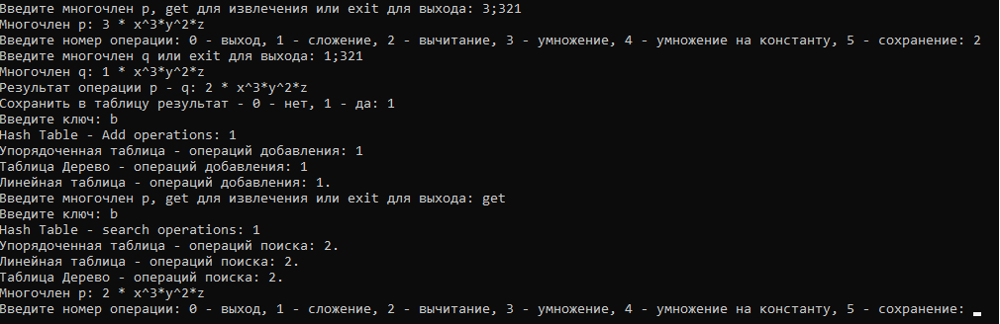 Введите многочлен p, get для извлечения или exit для выхода: 3;321
Многочлен p: 3 * x^3*y^2*z
Введите номер операции: 0 - выход, 1 - сложение, 2 - вычитание, 3 - умножение, 4 - умножение на константу, 5 - сохранение: 2
Введите многочлен q или exit для выхода: 1;321
Многочлен q: 1 * x^3*y^2*z
Результат операции p - q: 2 * x^3*y^2*z
Сохранить в таблицу результат - 0 - нет, 1 - да: 1
Введите ключ: b
Hash Table - Add operations: 1
Упорядоченная таблица - операций добавления: 1
Таблица Дерево - операций добавления: 1
Линейная таблица - операций добавления: 1.
Введите многочлен p, get для извлечения или exit для выхода: get
Введите ключ: b
Hash Table - search operations: 1
Упорядоченная таблица - операций поиска: 2.
Линейная таблица - операций поиска: 2.
Таблица Дерево - операций поиска: 2.
Многочлен p: 2 * x^3*y^2*z
Введите номер операции: 0 - выход, 1 - сложение, 2 - вычитание, 3 - умножение, 4 - умножение на константу, 5 - сохранение: